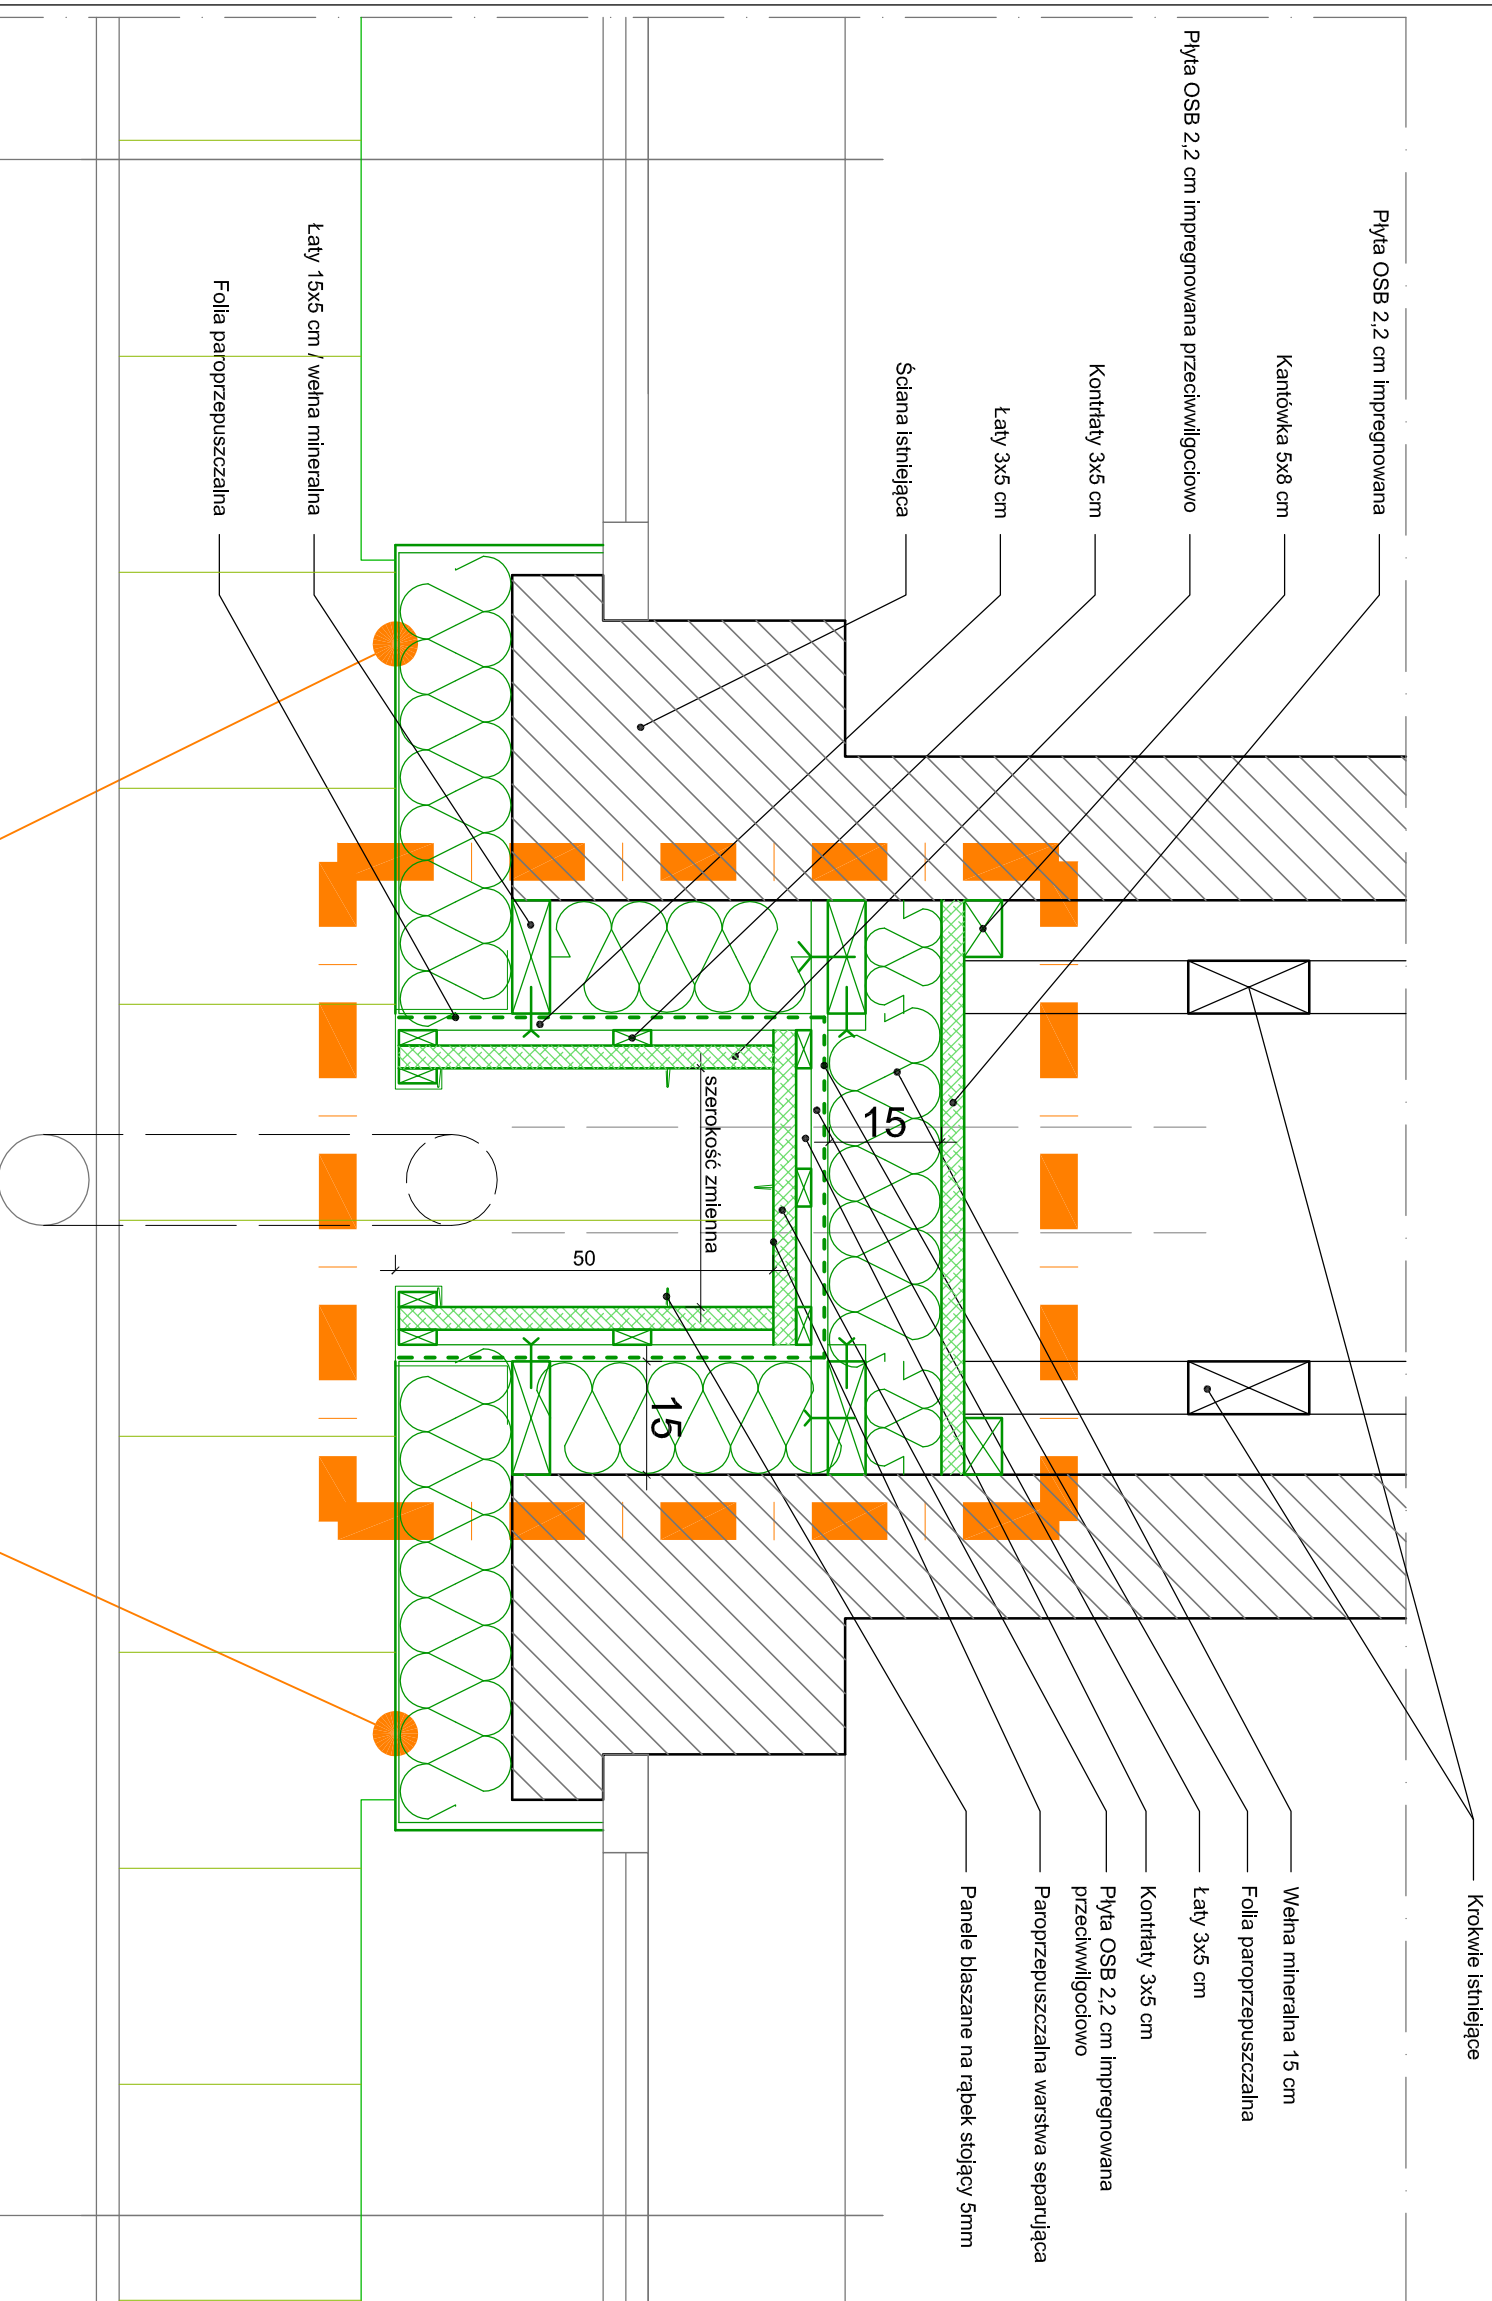 Płyta OSB 2,2 cm impregnowana
Kantówka 5x8 cm
Płyta OSB 2,2 cm impregnowana przeciwwilgociowo
Kontrłaty 3x5 cm
Łaty 3x5 cm
Ściana istniejąca
Łaty 15x5 cm / wełna mineralna
Folia paroprzepuszczalna
15
szerokość zmienna
50
15
Krokwie istniejące
Wełna mineralna 15 cm
Folia paroprzepuszczalna
Łaty 3x5 cm
Kontrłaty 3x5 cm
Płyta OSB 2,2 cm impregnowana
przeciwwilgociowo
Paroprzepuszczalna warstwa separująca
Panele blaszane na rąbek stojący 5mm